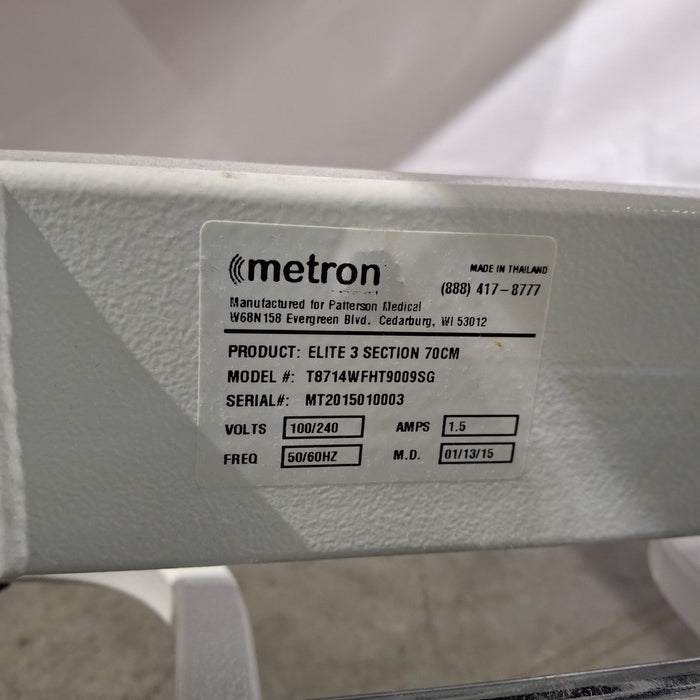 metron
MADE IN THAILAND
(888) 417-8777
Manufactured for Patterson Medical
W68N158 Evergreen Blvd. Cedarburg, WI 53012
PRODUCT: ELITE 3 SECTION 70CM
MODEL #: T8714WFHT9009SG
SERIAL#: MT2015010003
VOLTS 100/240 AMPS 1.5
FREQ 50/60HZ M.D. 01/13/15